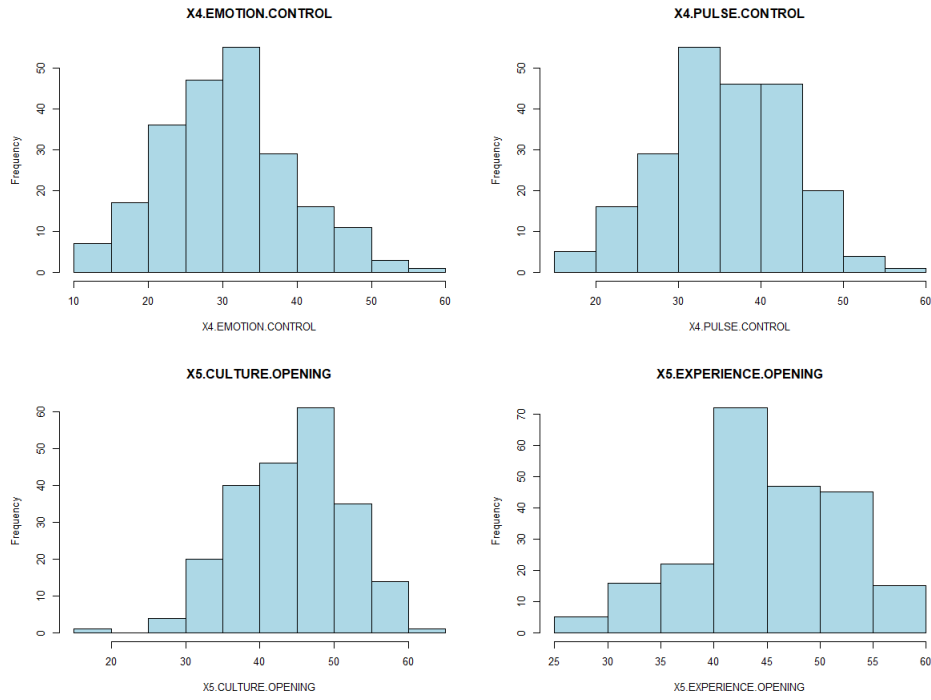 X4.EMOTION.CONTROL
Frequency
0 10 20 30 40 50
10 20 30 40 50 60
X4.EMOTION.CONTROL
X4.PULSE.CONTROL
Frequency
0 10 20 30 40 50
20 30 40 50 60
X4.PULSE.CONTROL
X5.CULTURE.OPENING
Frequency
0 10 20 30 40 50 60
20 30 40 50 60
X5.CULTURE.OPENING
X5.EXPERIENCE.OPENING
Frequency
0 10 20 30 40 50 60 70
25 30 35 40 45 50 55 60
X5.EXPERIENCE.OPENING